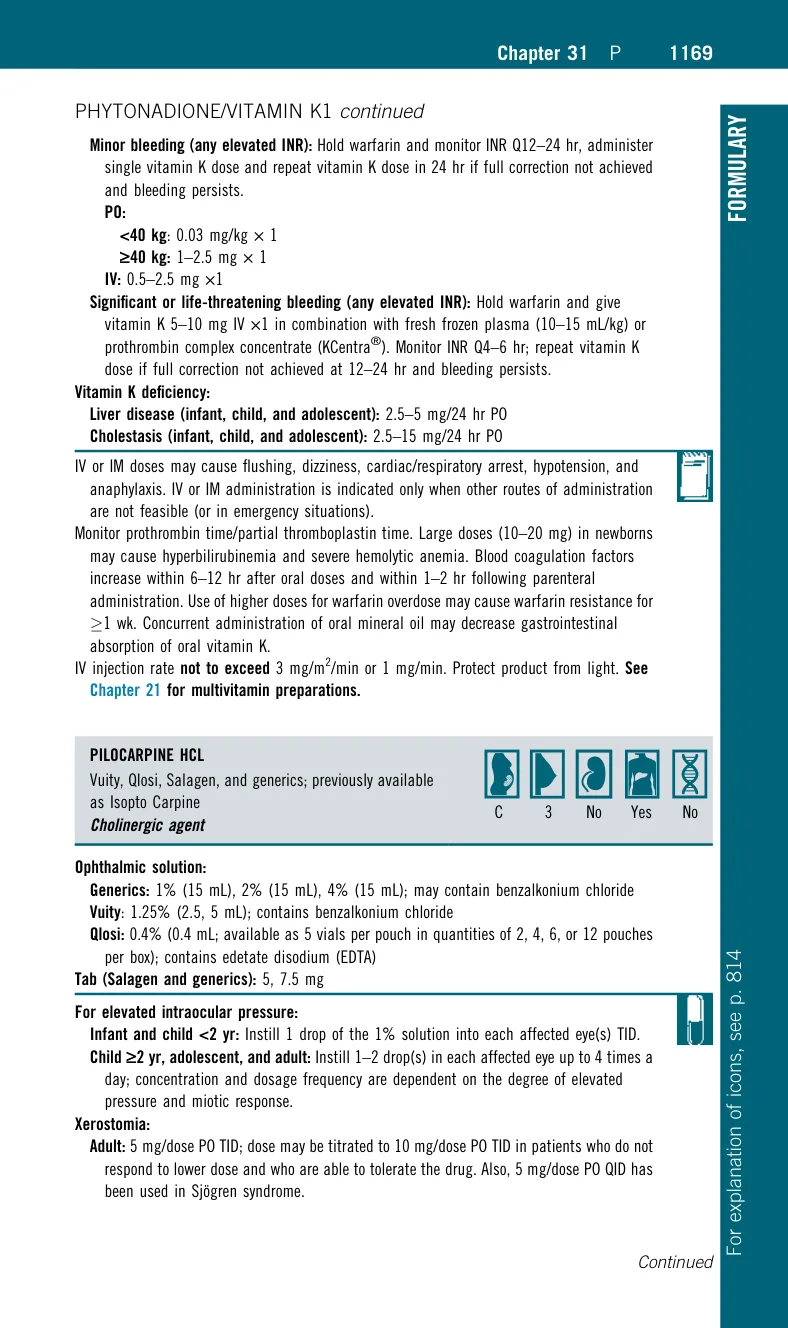 Chapter 31 P 1169
PHYTONADIONE/VITAMIN K1 continued
Minor bleeding (any elevated INR): Hold warfarin and monitor INR Q12–24 hr, administer
single vitamin K dose and repeat vitamin K dose in 24 hr if full correction not achieved
and bleeding persists.
PO:
<40 kg: 0.03 mg/kg × 1
≥40 kg: 1–2.5 mg × 1
IV: 0.5–2.5 mg ×1
Significant or life-threatening bleeding (any elevated INR): Hold warfarin and give
vitamin K 5–10 mg IV ×1 in combination with fresh frozen plasma (10–15 mL/kg) or
prothrombin complex concentrate (KCentra®). Monitor INR Q4–6 hr; repeat vitamin K
dose if full correction not achieved at 12–24 hr and bleeding persists.
Vitamin K deficiency:
Liver disease (infant, child, and adolescent): 2.5–5 mg/24 hr PO
Cholestasis (infant, child, and adolescent): 2.5–15 mg/24 hr PO
IV or IM doses may cause flushing, dizziness, cardiac/respiratory arrest, hypotension, and
anaphylaxis. IV or IM administration is indicated only when other routes of administration
are not feasible (or in emergency situations).
Monitor prothrombin time/partial thromboplastin time. Large doses (10–20 mg) in newborns
may cause hyperbilirubinemia and severe hemolytic anemia. Blood coagulation factors
increase within 6–12 hr after oral doses and within 1–2 hr following parenteral
administration. Use of higher doses for warfarin overdose may cause warfarin resistance for
≥1 wk. Concurrent administration of oral mineral oil may decrease gastrointestinal
absorption of oral vitamin K.
IV injection rate not to exceed 3 mg/m²/min or 1 mg/min. Protect product from light. See
Chapter 21 for multivitamin preparations.
PILOCARPINE HCL
Vuity, Qlosi, Salagen, and generics; previously available
as Isopto Carpine
Cholinergic agent
C 3 No Yes No
Ophthalmic solution:
Generics: 1% (15 mL), 2% (15 mL), 4% (15 mL); may contain benzalkonium chloride
Vuity: 1.25% (2.5, 5 mL); contains benzalkonium chloride
Qlosi: 0.4% (0.4 mL; available as 5 vials per pouch in quantities of 2, 4, 6, or 12 pouches
per box); contains edetate disodium (EDTA)
Tab (Salagen and generics): 5, 7.5 mg
For elevated intraocular pressure:
Infant and child <2 yr: Instill 1 drop of the 1% solution into each affected eye(s) TID.
Child ≥2 yr, adolescent, and adult: Instill 1–2 drop(s) in each affected eye up to 4 times a
day; concentration and dosage frequency are dependent on the degree of elevated
pressure and miotic response.
Xerostomia:
Adult: 5 mg/dose PO TID; dose may be titrated to 10 mg/dose PO TID in patients who do not
respond to lower dose and who are able to tolerate the drug. Also, 5 mg/dose PO QID has
been used in Sjögren syndrome.
Continued
FORMULARY
For explanation of icons, see p. 814